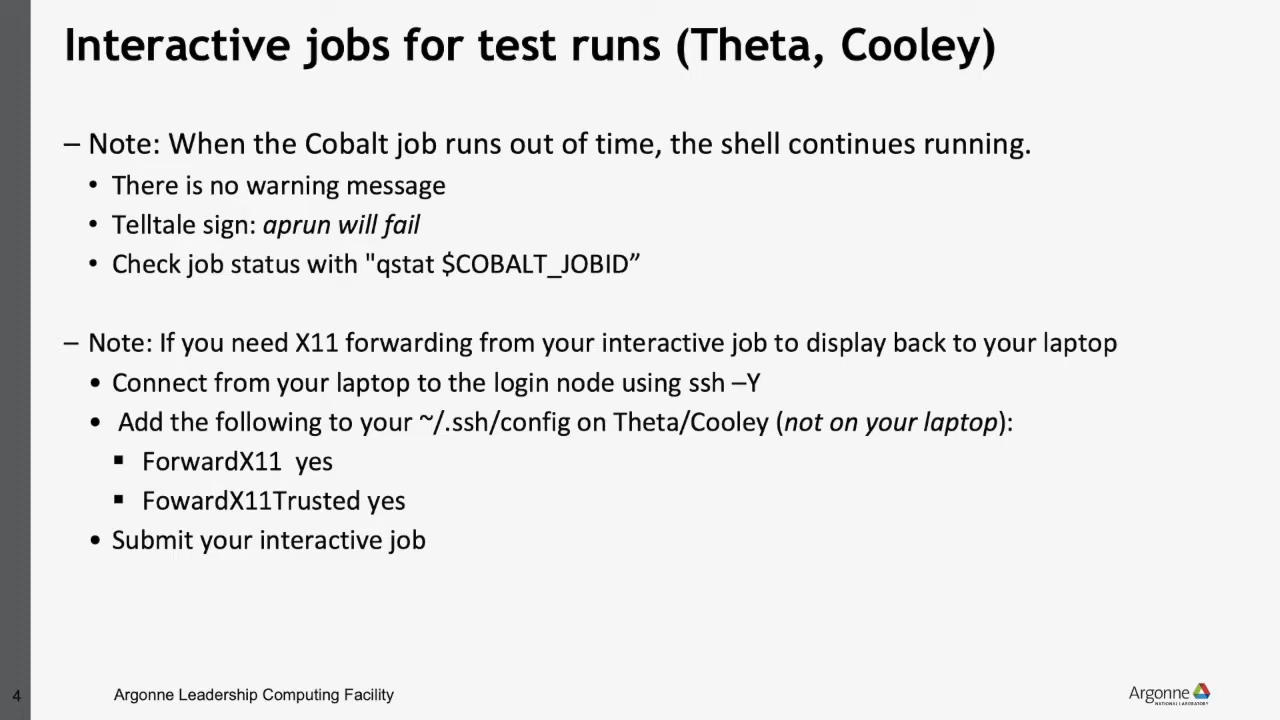 Interactive jobs for test runs (Theta, Cooley)
– Note: When the Cobalt job runs out of time, the shell continues running.
• There is no warning message
• Telltale sign: aprun will fail
• Check job status with "qstat $COBALT_JOBID”
– Note: If you need X11 forwarding from your interactive job to display back to your laptop
• Connect from your laptop to the login node using ssh –Y
• Add the following to your ~/.ssh/config on Theta/Cooley (not on your laptop):
▪ ForwardX11 yes
▪ FowardX11Trusted yes
• Submit your interactive job
4
Argonne Leadership Computing Facility
Argonne
NATIONAL LABORATORY